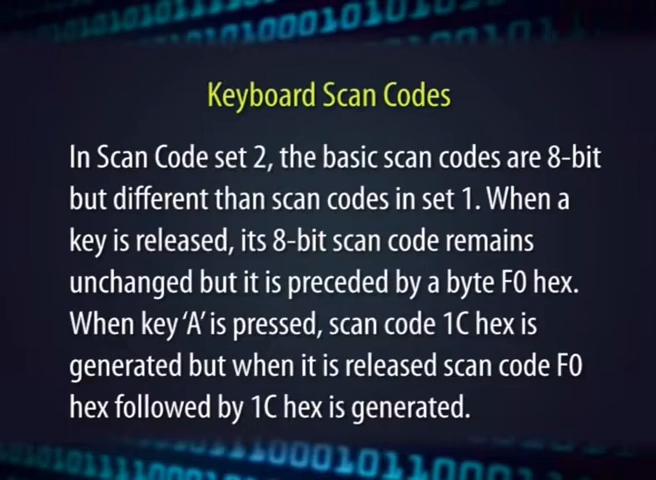 Keyboard Scan Codes
In Scan Code set 2, the basic scan codes are 8-bit
but different than scan codes in set 1. When a
key is released, its 8-bit scan code remains
unchanged but it is preceded by a byte F0 hex.
When key ‘A’ is pressed, scan code 1C hex is
generated but when it is released scan code F0
hex followed by 1C hex is generated.